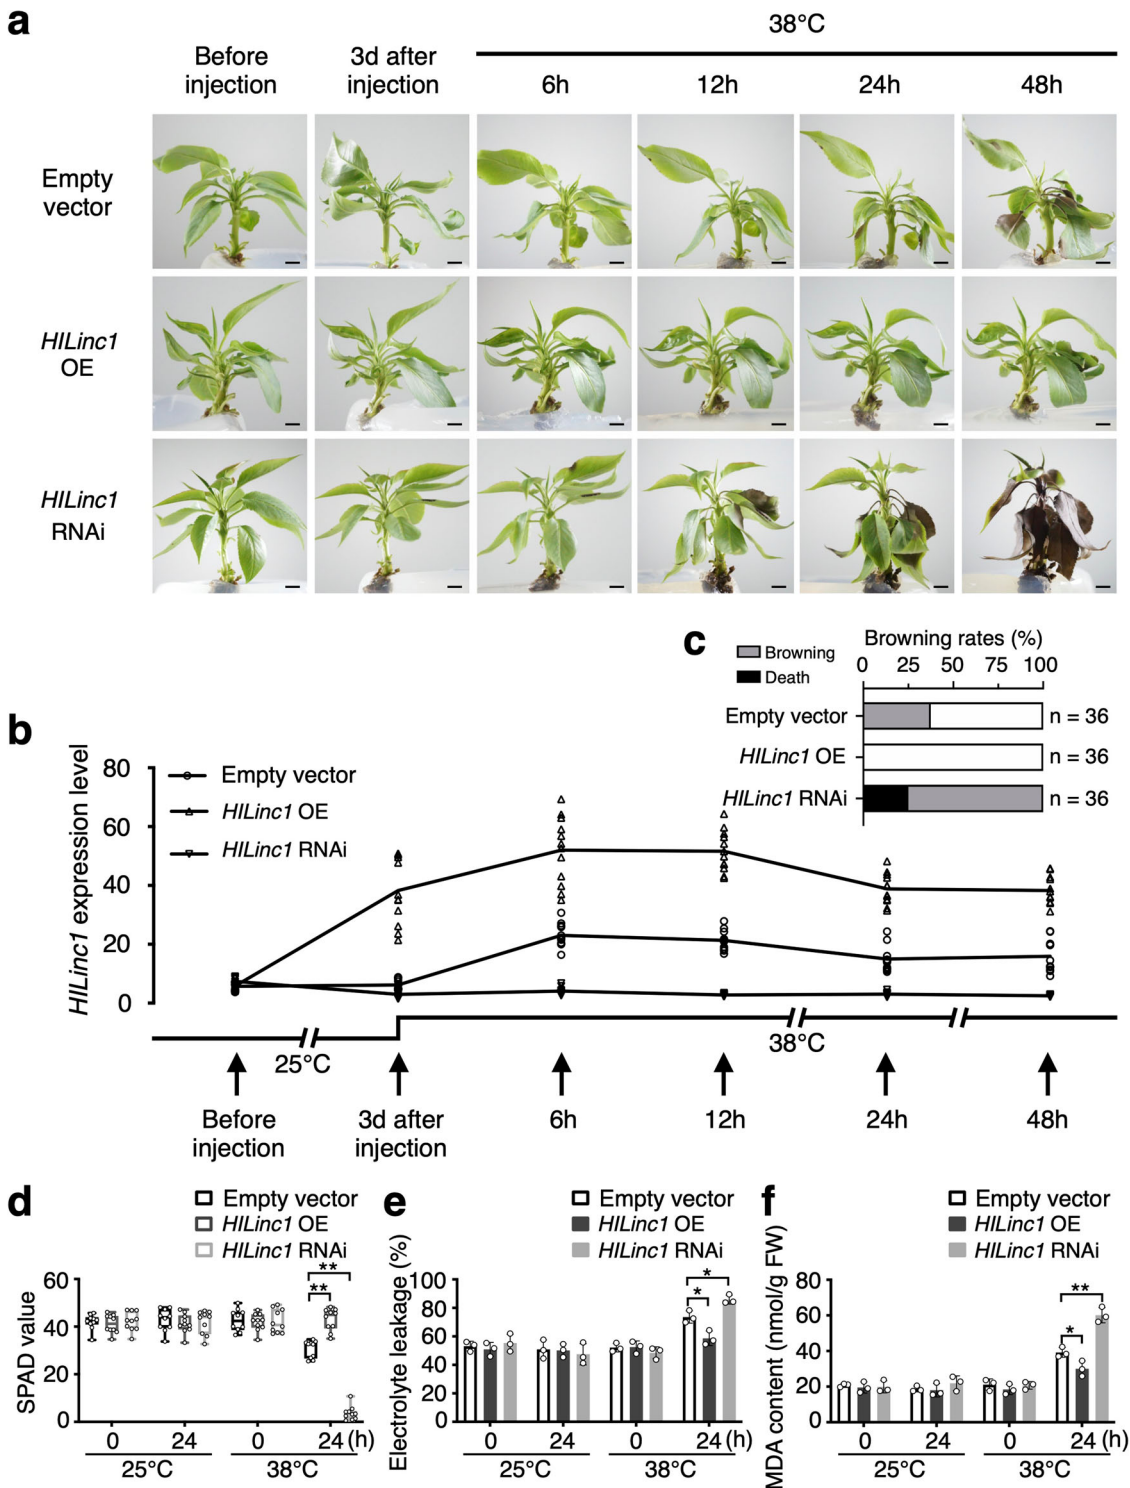 a
38°C
Before injection
3d after injection
6h
12h
24h
48h
Empty vector
HILinc1 OE
HILinc1 RNAi
c
Browning rates (%)
Browning
Death
0 25 50 75 100
Empty vector n = 36
HILinc1 OE n = 36
HILinc1 RNAi n = 36
b
HILinc1 expression level
80
60
40
20
0
Empty vector
HILinc1 OE
HILinc1 RNAi
25°C
38°C
Before injection
3d after injection
6h
12h
24h
48h
d
Empty vector
HILinc1 OE
HILinc1 RNAi
SPAD value
60
40
20
0
**
**
0 24 0 24 (h)
25°C 38°C
e
Empty vector
HILinc1 OE
HILinc1 RNAi
Electrolyte leakage (%)
100
80
60
40
20
0
*
*
0 24 0 24 (h)
25°C 38°C
f
Empty vector
HILinc1 OE
HILinc1 RNAi
MDA content (nmol/g FW)
80
60
40
20
0
**
*
0 24 0 24 (h)
25°C 38°C